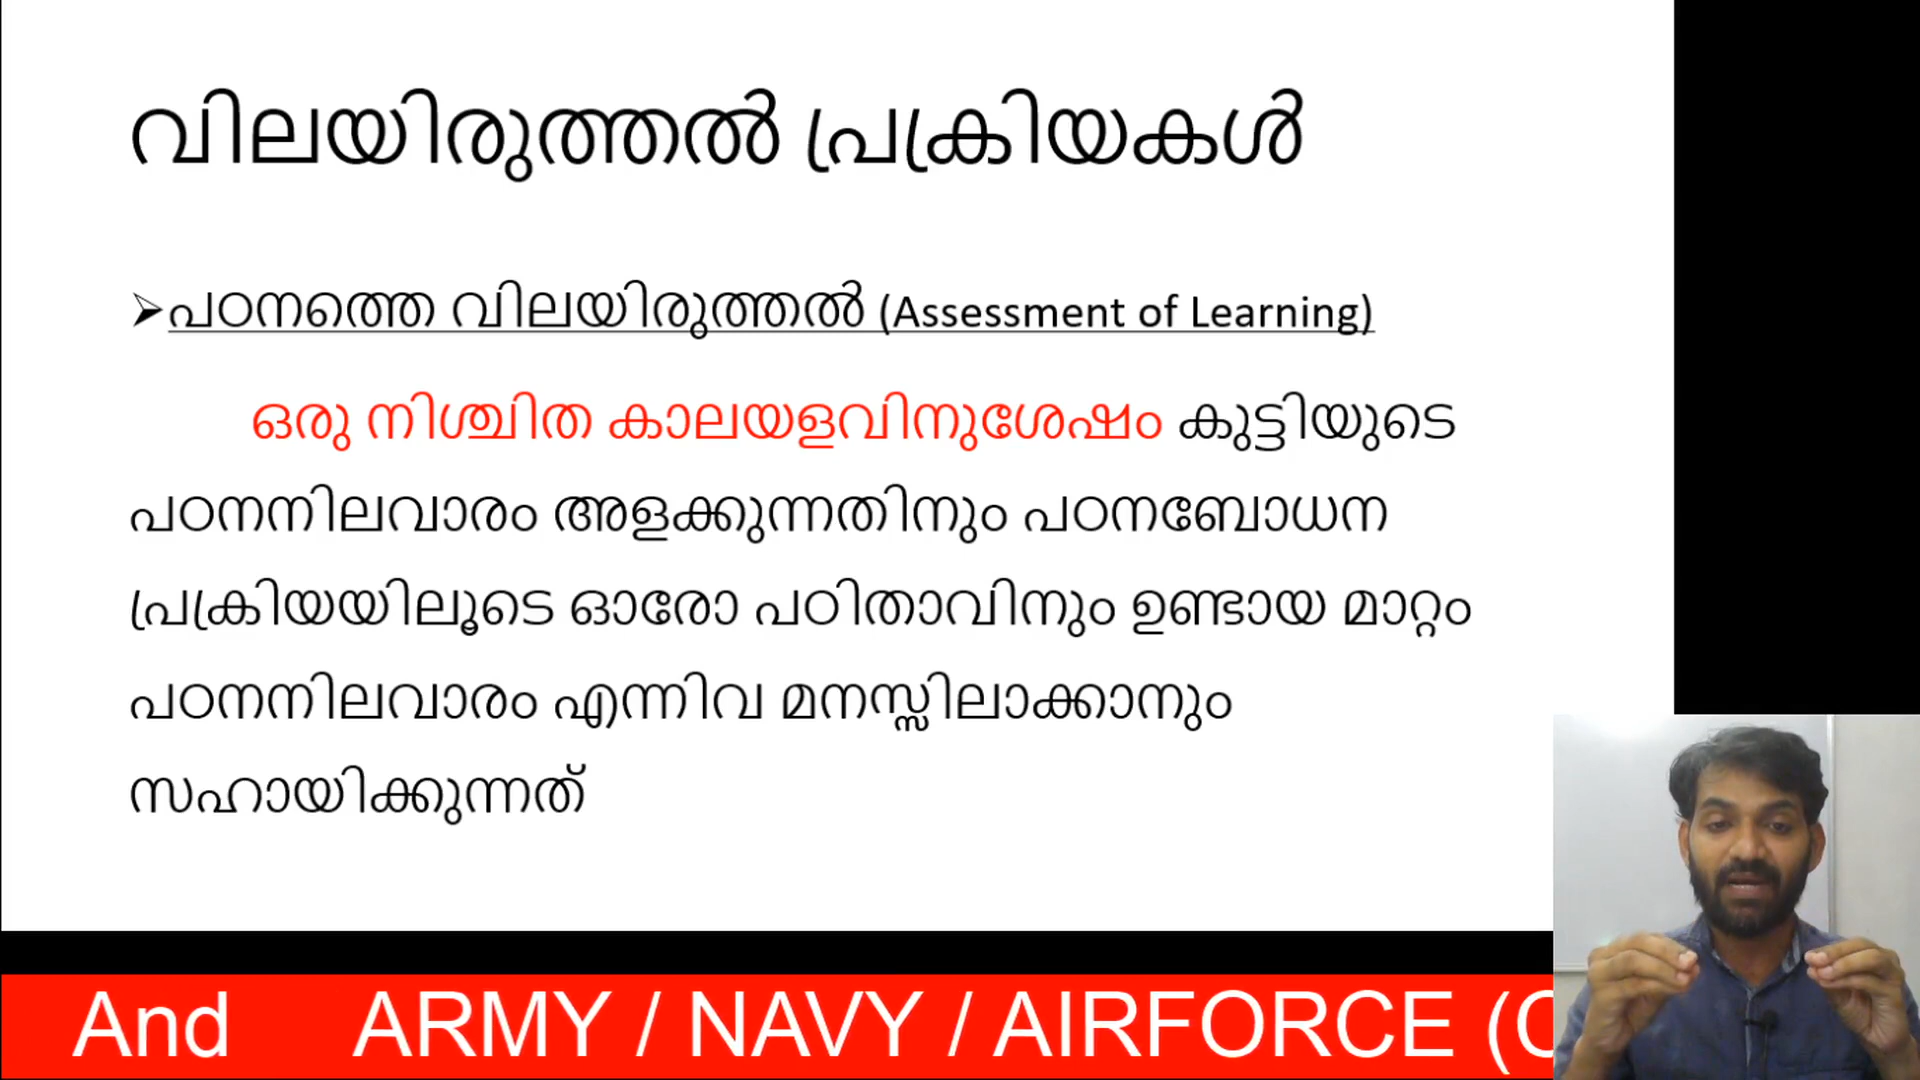 വിലയിരുത്തൽ പ്രക്രിയകൾ
➢പഠനത്തെ വിലയിരുത്തൽ (Assessment of Learning)
ഒരു നിശ്ചിത കാലയളവിനുശേഷം കുട്ടിയുടെ
പഠനനിലവാരം അളക്കുന്നതിനും പഠനബോധന
പ്രക്രിയയിലൂടെ ഓരോ പഠിതാവിനും ഉണ്ടായ മാറ്റം
പഠനനിലവാരം എന്നിവ മനസ്സിലാക്കാനും
സഹായിക്കുന്നത്
And ARMY / NAVY / AIRFORCE (